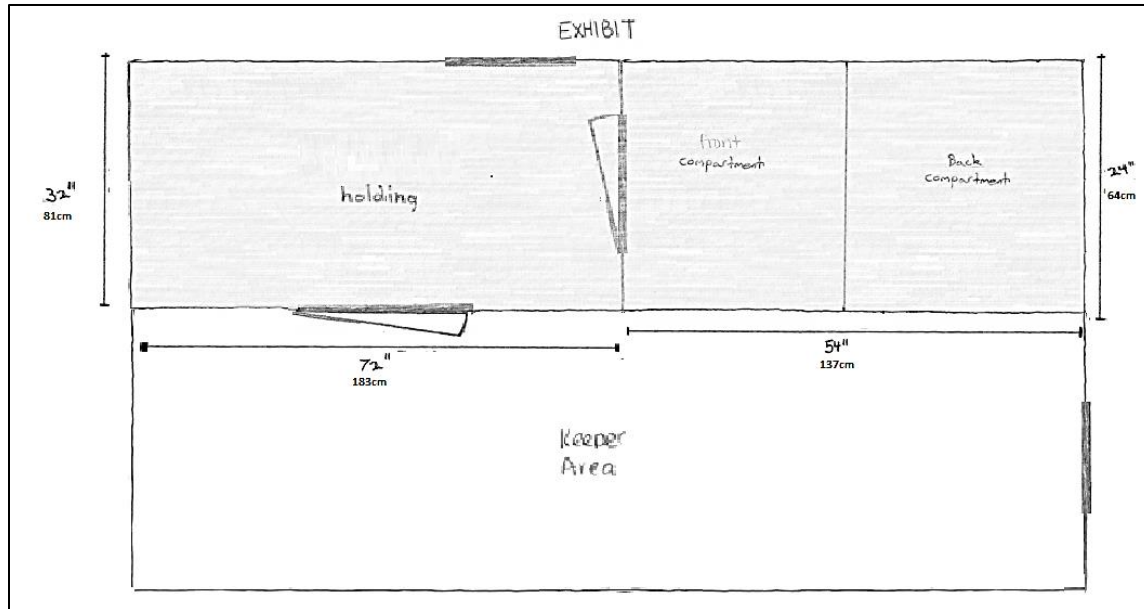 EXHIBIT
holding
front
compartment
Back
compartment
32"
81cm
24"
64cm
72"
183cm
54"
137cm
Keeper
Area